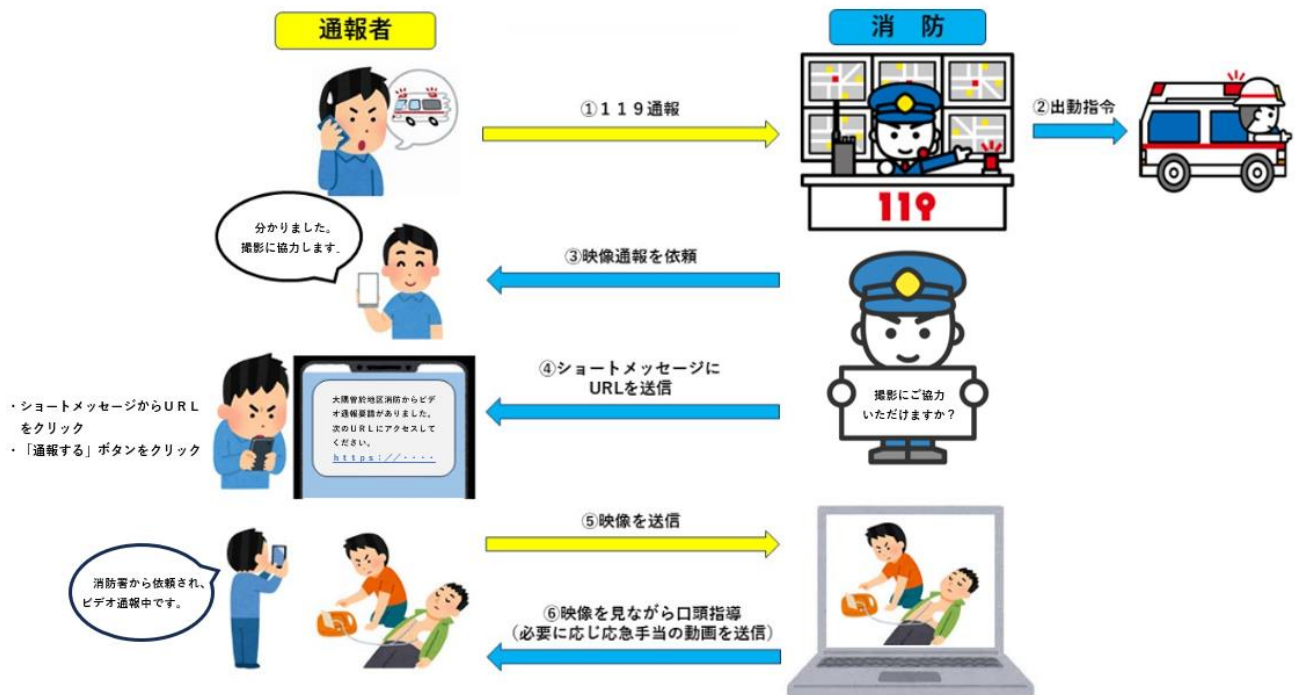 通報者
消　防
①１１９通報
②出動指令
119
分かりました。
撮影に協力します.
③映像通報を依頼
④ショートメッセージに
URLを送信
撮影にご協力
いただけますか？
・ショートメッセージからＵＲＬ
をクリック
・「通報する」ボタンをクリック
大隅曽於地区消防からビデ
オ通報要請がありました。
次のＵＲＬにアクセスして
ください。
ｈｔｔｐｓ：／／・・・・
⑤映像を送信
消防署から依頼され、
ビデオ通報中です。
⑥映像を見ながら口頭指導
（必要に応じ応急手当の動画を送信）